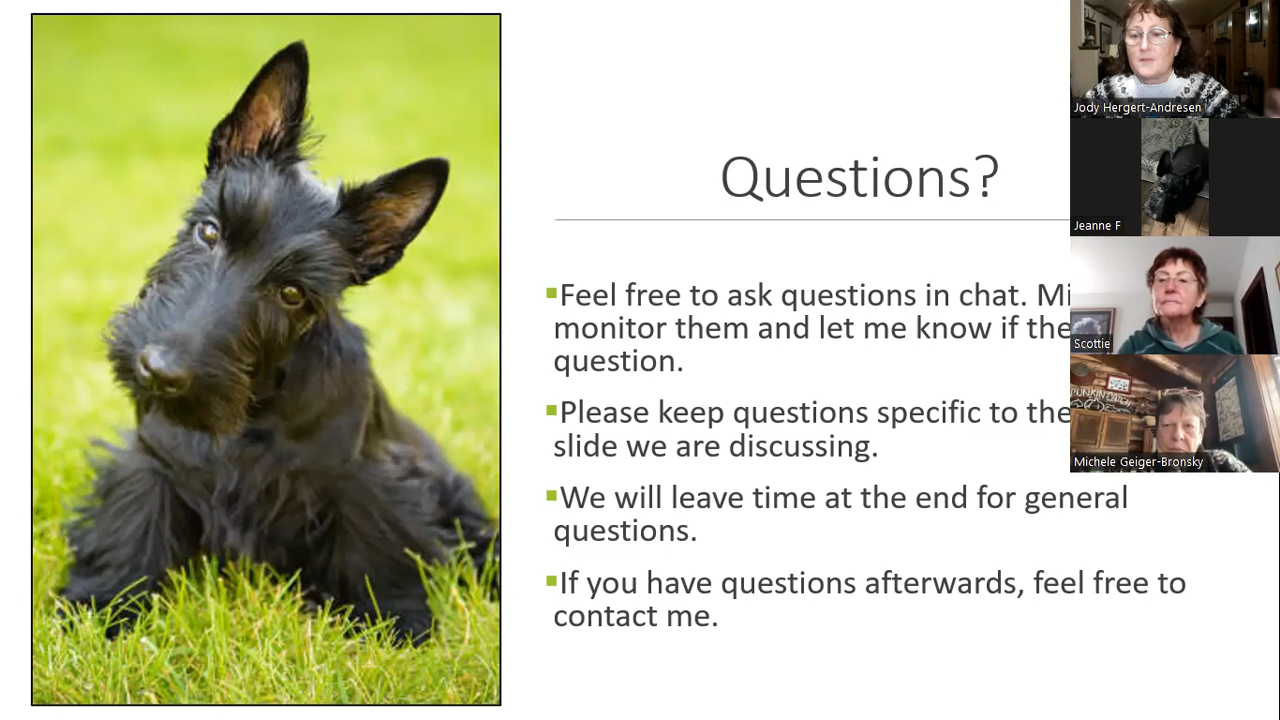 Questions?
Feel free to ask questions in chat. Mi
monitor them and let me know if the
question.
Please keep questions specific to the
slide we are discussing.
We will leave time at the end for general
questions.
If you have questions afterwards, feel free to
contact me.
Jody Hergert-Andresen
Jeanne F
Scottie
Michele Geiger-Bronsky